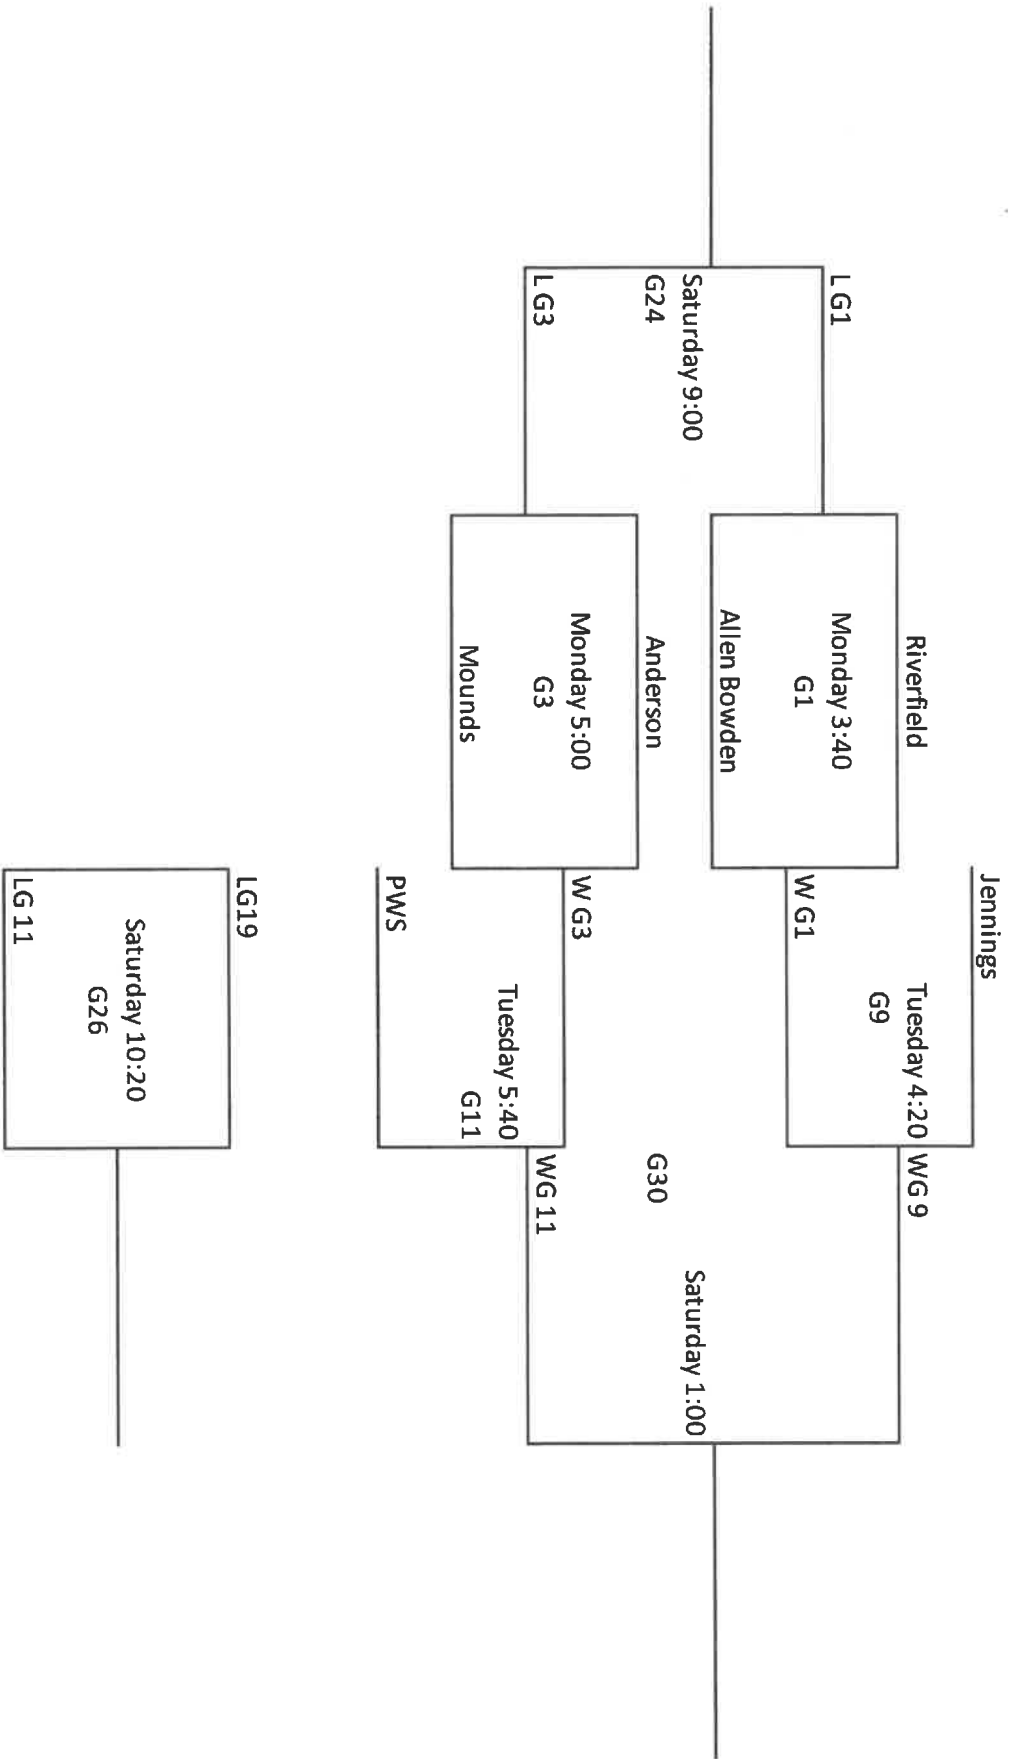 Jennings
Riverfield
Tuesday 4:20
G9
WG 9
L G1
Monday 3:40
G1
W G1
Allen Bowden
Saturday 9:00
G24
G30
Saturday 1:00
Anderson
Monday 5:00
G3
W G3
L G3
WG 11
Tuesday 5:40
G11
Mounds
PWS
LG19
Saturday 10:20
G26
LG 11